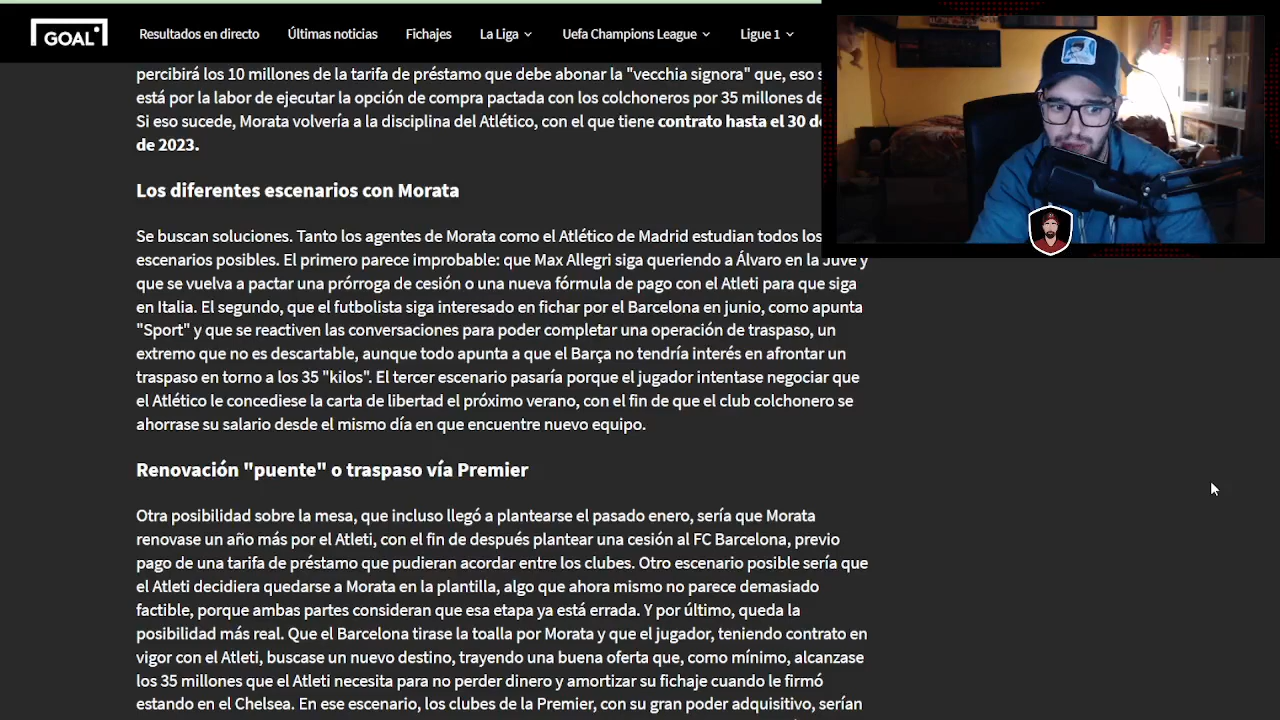 GOAL
Resultados en directo
Últimas noticias
Fichajes
La Liga
Uefa Champions League
Ligue 1
percibirá los 10 millones de la tarifa de préstamo que debe abonar la "vecchia signora" que, eso s
está por la labor de ejecutar la opción de compra pactada con los colchoneros por 35 millones de
Si eso sucede, Morata volvería a la disciplina del Atlético, con el que tiene contrato hasta el 30 d
de 2023.
Los diferentes escenarios con Morata
Se buscan soluciones. Tanto los agentes de Morata como el Atlético de Madrid estudian todos los
escenarios posibles. El primero parece improbable: que Max Allegri siga queriendo a Álvaro en la Juve y
que se vuelva a pactar una prórroga de cesión o una nueva fórmula de pago con el Atleti para que siga
en Italia. El segundo, que el futbolista siga interesado en fichar por el Barcelona en junio, como apunta
"Sport" y que se reactiven las conversaciones para poder completar una operación de traspaso, un
extremo que no es descartable, aunque todo apunta a que el Barça no tendría interés en afrontar un
traspaso en torno a los 35 "kilos". El tercer escenario pasaría porque el jugador intentase negociar que
el Atlético le concediese la carta de libertad el próximo verano, con el fin de que el club colchonero se
ahorrase su salario desde el mismo día en que encuentre nuevo equipo.
Renovación "puente" o traspaso vía Premier
Otra posibilidad sobre la mesa, que incluso llegó a plantearse el pasado enero, sería que Morata
renovase un año más por el Atleti, con el fin de después plantear una cesión al FC Barcelona, previo
pago de una tarifa de préstamo que pudieran acordar entre los clubes. Otro escenario posible sería que
el Atleti decidiera quedarse a Morata en la plantilla, algo que ahora mismo no parece demasiado
factible, porque ambas partes consideran que esa etapa ya está errada. Y por último, queda la
posibilidad más real. Que el Barcelona tirase la toalla por Morata y que el jugador, teniendo contrato en
vigor con el Atleti, buscase un nuevo destino, trayendo una buena oferta que, como mínimo, alcanzase
los 35 millones que el Atleti necesita para no perder dinero y amortizar su fichaje cuando le firmó
estando en el Chelsea. En ese escenario, los clubes de la Premier, con su gran poder adquisitivo, serían